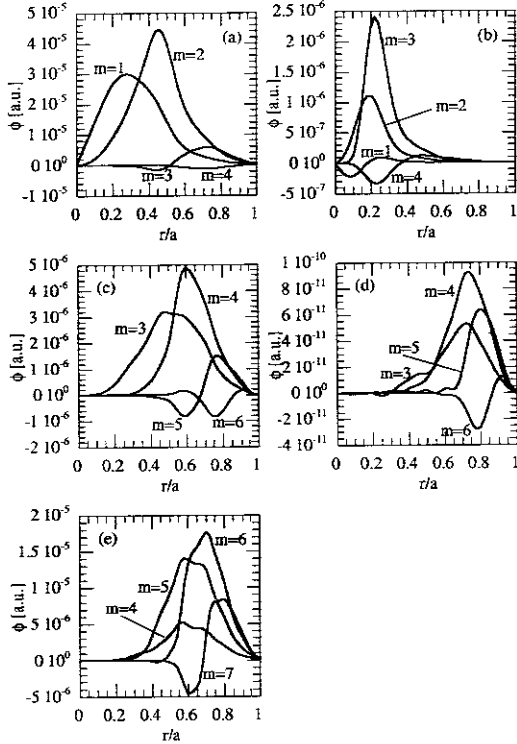 5 10⁻⁵
4 10⁻⁵
3 10⁻⁵
2 10⁻⁵
1 10⁻⁵
0 10⁰
-1 10⁻⁵
ϕ [a.u.]
(a)
m=1
m=2
m=3
m=4
0 0.2 0.4 0.6 0.8 1
r/a
2.5 10⁻⁶
2 10⁻⁶
1.5 10⁻⁶
1 10⁻⁶
5 10⁻⁷
0 10⁰
-5 10⁻⁷
ϕ [a.u.]
(b)
m=3
m=2
m=1
m=4
0 0.2 0.4 0.6 0.8 1
r/a
5 10⁻⁶
4 10⁻⁶
3 10⁻⁶
2 10⁻⁶
1 10⁻⁶
0 10⁰
-1 10⁻⁶
-2 10⁻⁶
ϕ [a.u.]
(c)
m=4
m=3
m=5
m=6
0 0.2 0.4 0.6 0.8 1
r/a
1 10⁻¹⁰
8 10⁻¹¹
6 10⁻¹¹
4 10⁻¹¹
2 10⁻¹¹
0 10⁰
-2 10⁻¹¹
-4 10⁻¹¹
ϕ [a.u.]
(d)
m=4
m=5
m=3
m=6
0 0.2 0.4 0.6 0.8 1
r/a
2 10⁻⁵
1.5 10⁻⁵
1 10⁻⁵
5 10⁻⁶
0 10⁰
-5 10⁻⁶
ϕ [a.u.]
(e)
m=6
m=5
m=4
m=7
0 0.2 0.4 0.6 0.8 1
r/a